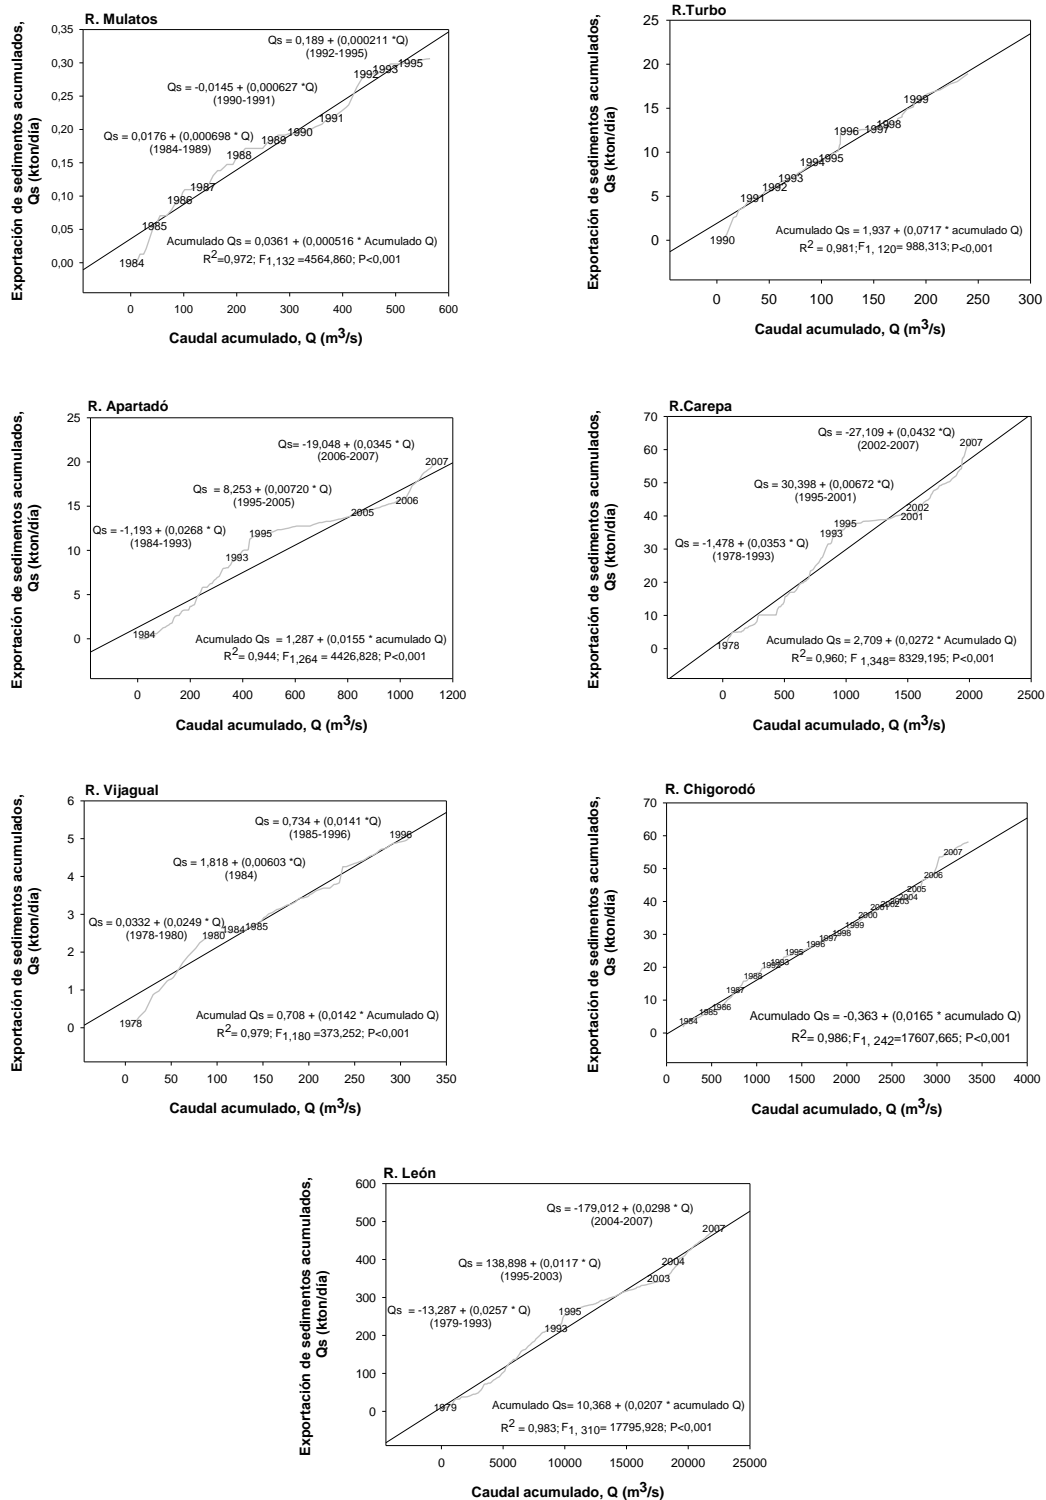 R. Mulatos
Exportación de sedimentos acumulados,
Qs (kton/día)
0,35
0,30
0,25
0,20
0,15
0,10
0,05
0,00
Qs = 0,189 + (0,000211 *Q)
(1992-1995)
Qs = -0,0145 + (0,000627 *Q)
(1990-1991)
Qs = 0,0176 + (0,000698 * Q)
(1984-1989)
1984
1985
1986
1987
1988
1989
1990
1991
1992
1993
1995
Acumulado Qs = 0,0361 + (0,000516 * Acumulado Q)
R2=0,972; F1,132 =4564,860; P<0,001
0 100 200 300 400 500 600
Caudal acumulado, Q (m3/s)
R.Turbo
Exportación de sedimentos acumulados,
Qs (kton/día)
25
20
15
10
5
0
1990
1991
1992
1993
1994
1995
1996
1997
1998
1999
Acumulado Qs = 1,937 + (0,0717 * acumulado Q)
R2 = 0,981; F1, 120= 988,313; P<0,001
0 50 100 150 200 250 300
Caudal acumulado, Q (m3/s)
R. Apartadó
Exportación de sedimentos acumulados,
Qs (kton/día)
25
20
15
10
5
0
Qs= -19,048 + (0,0345 * Q)
(2006-2007)
Qs = 8,253 + (0,00720 * Q)
(1995-2005)
Qs = -1,193 + (0,0268 * Q)
(1984-1993)
1984
1993
1995
2005
2006
2007
Acumulado Qs = 1,287 + (0,0155 * acumulado Q)
R2= 0,944; F1,264 = 4426,828; P<0,001
0 200 400 600 800 1000 1200
Caudal acumulado, Q (m3/s)
R.Carepa
Exportación de sedimentos acumulados,
Qs (kton/día)
70
60
50
40
30
20
10
0
Qs = -27,109 + (0,0432 *Q)
(2002-2007)
Qs = 30,398 + (0,00672 * Q)
(1995-2001)
Qs = -1,478 + (0,0353 * Q)
(1978-1993)
1978
1993
1995
2001
2002
2007
Acumulado Qs = 2,709 + (0,0272 * Acumulado Q)
R2= 0,960; F 1,348= 8329,195; P<0,001
0 500 1000 1500 2000 2500
Caudal acumulado, Q (m3/s)
R. Vijagual
Exportación de sedimentos acumulados,
Qs (kton/día)
6
5
4
3
2
1
0
Qs = 0,734 + (0,0141 *Q)
(1985-1996)
Qs = 1,818 + (0,00603 *Q)
(1984)
Qs = 0,0332 + (0,0249 * Q)
(1978-1980)
1978
1980
1984
1985
1996
Acumulad Qs = 0,708 + (0,0142 * Acumulado Q)
R2= 0,979; F1,180 =373,252; P<0,001
0 50 100 150 200 250 300 350
Caudal acumulado, Q (m3/s)
R. Chigorodó
Exportación de sedimentos acumulados,
Qs (kton/día)
70
60
50
40
30
20
10
0
1984
1985
1986
1987
1988
1992
1993
1995
1996
1997
1998
1999
2000
2001
2002
2003
2004
2005
2006
2007
Acumulado Qs = -0,363 + (0,0165 * acumulado Q)
R2 = 0,986; F1, 242=17607,665; P<0,001
0 500 1000 1500 2000 2500 3000 3500 4000
Caudal acumulado, Q (m3/s)
R. León
Exportación de sedimentos acumulados,
Qs (kton/día)
600
500
400
300
200
100
0
Qs = -179,012 + (0,0298 * Q)
(2004-2007)
Qs = 138,898 + (0,0117 * Q)
(1995-2003)
Qs = -13,287 + (0,0257 * Q)
(1979-1993)
1979
1993
1995
2003
2004
2007
Acumulado Qs= 10,368 + (0,0207 * acumulado Q)
R2 = 0,983; F1, 310= 17795,928; P<0,001
0 5000 10000 15000 20000 25000
Caudal acumulado, Q (m3/s)